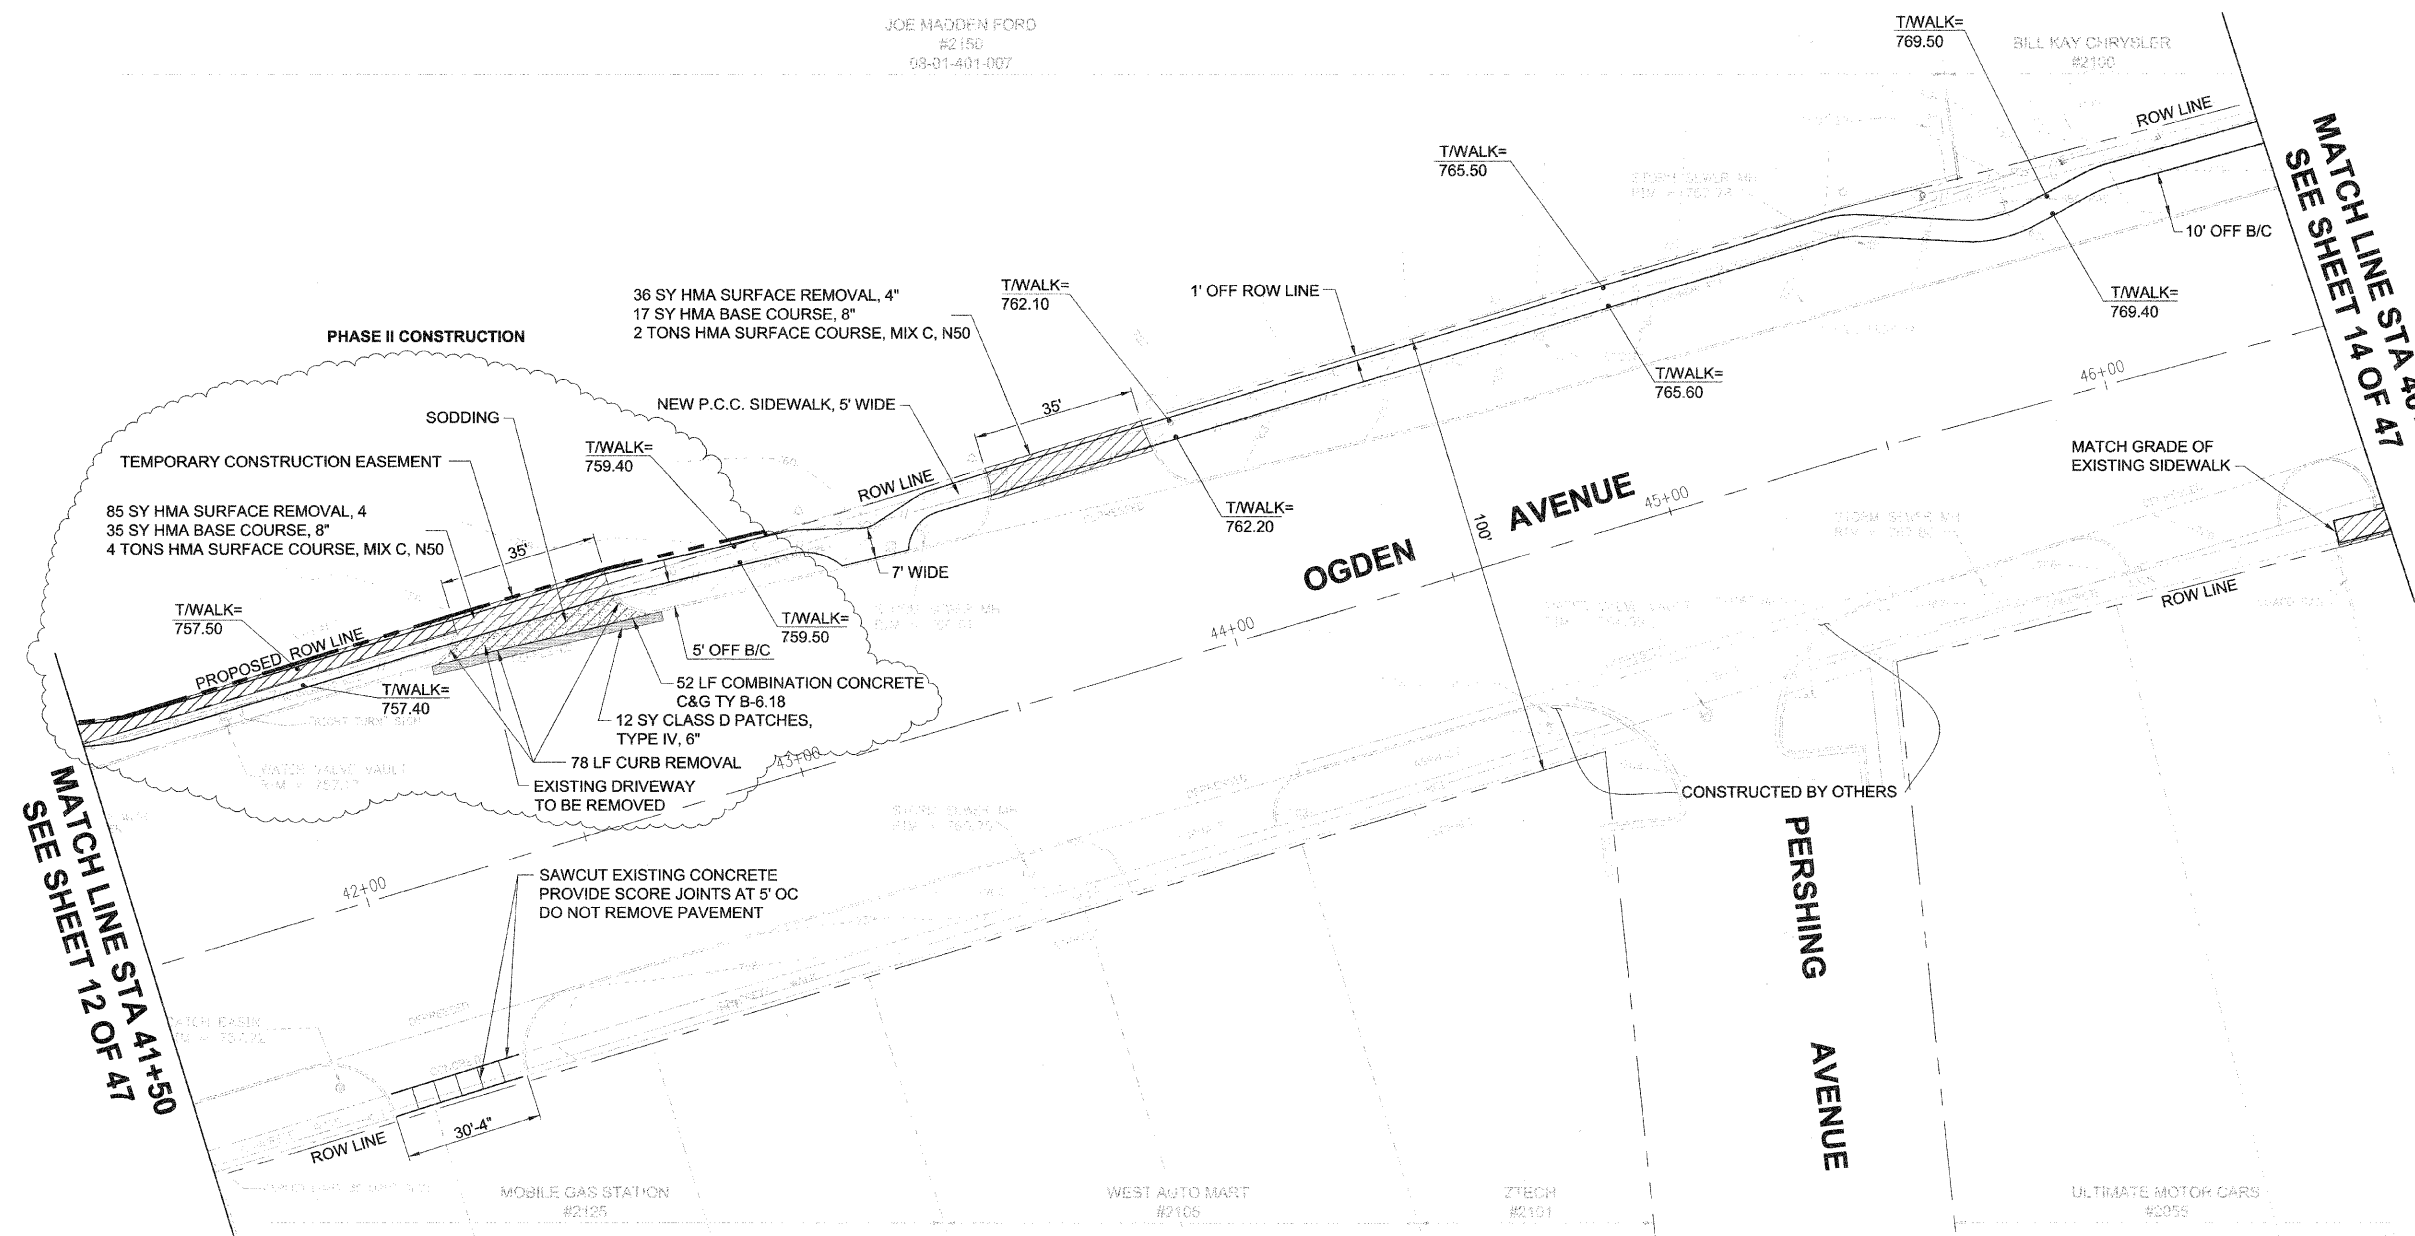 JOE MADDEN FORD
#2150
08-01-401-007
T/WALK=
769.50
BILL KAY CHRYSLER
#2100
ROW LINE
MATCH LINE STA 46
SEE SHEET 14 OF 47
T/WALK=
765.50
10' OFF B/C
T/WALK=
769.40
36 SY HMA SURFACE REMOVAL, 4"
17 SY HMA BASE COURSE, 8"
2 TONS HMA SURFACE COURSE, MIX C, N50
T/WALK=
762.10
1' OFF ROW LINE
PHASE II CONSTRUCTION
T/WALK=
765.60
46+00
NEW P.C.C. SIDEWALK, 5' WIDE
35'
SODDING
T/WALK=
759.40
TEMPORARY CONSTRUCTION EASEMENT
ROW LINE
MATCH GRADE OF
EXISTING SIDEWALK
85 SY HMA SURFACE REMOVAL, 4
35 SY HMA BASE COURSE, 8"
4 TONS HMA SURFACE COURSE, MIX C, N50
35'
T/WALK=
762.20
100'
OGDEN AVENUE
45+00
7' WIDE
T/WALK=
757.50
T/WALK=
759.50
ROW LINE
44+00
PROPOSED ROW LINE
5' OFF B/C
T/WALK=
757.40
52 LF COMBINATION CONCRETE
C&G TY B-6.18
12 SY CLASS D PATCHES,
TYPE IV, 6"
78 LF CURB REMOVAL
43+00
EXISTING DRIVEWAY
TO BE REMOVED
WATER VALVE VAULT
CONSTRUCTED BY OTHERS
MATCH LINE STA 41+50
SEE SHEET 12 OF 47
42+00
SAWCUT EXISTING CONCRETE
PROVIDE SCORE JOINTS AT 5' OC
DO NOT REMOVE PAVEMENT
PERSHING AVENUE
DEPRESSED
30'-4"
ROW LINE
MOBILE GAS STATION
#2125
WEST AUTO MART
#2105
ZTECH
#2101
ULTIMATE MOTOR CARS
#2055